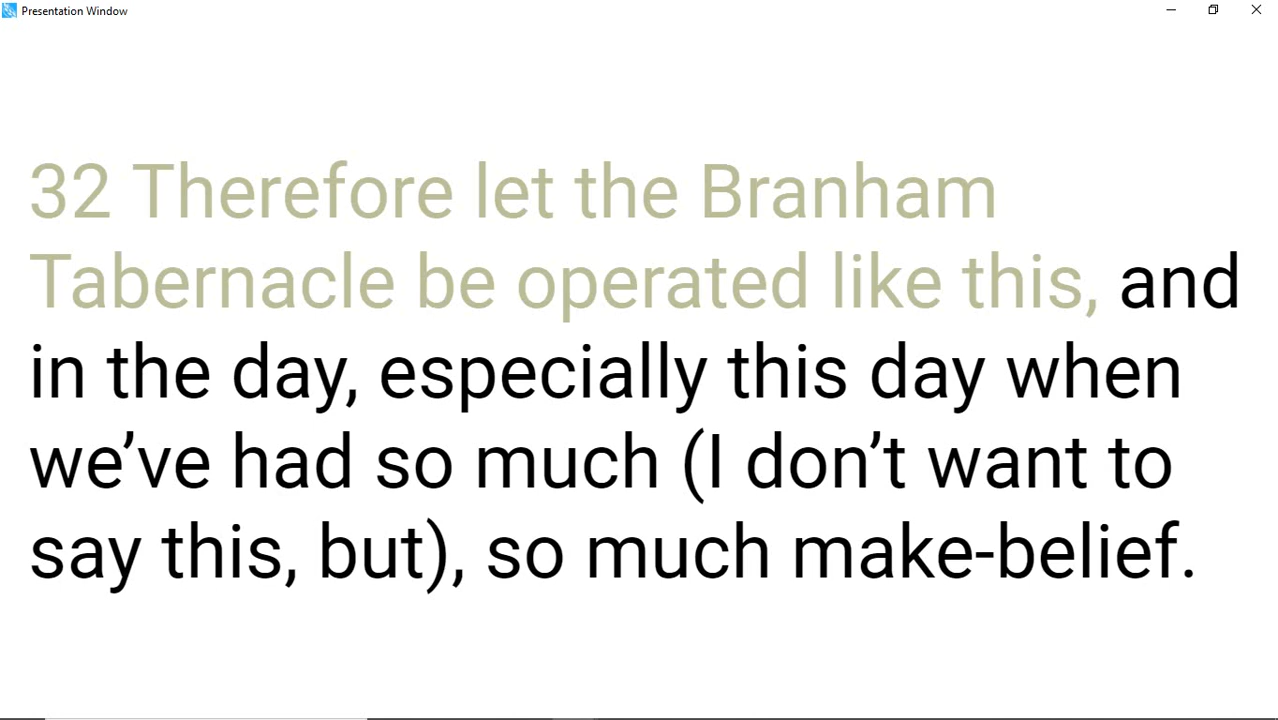 Presentation Window
32 Therefore let the Branham
Tabernacle be operated like this, and
in the day, especially this day when
we’ve had so much (I don’t want to
say this, but), so much make-belief.